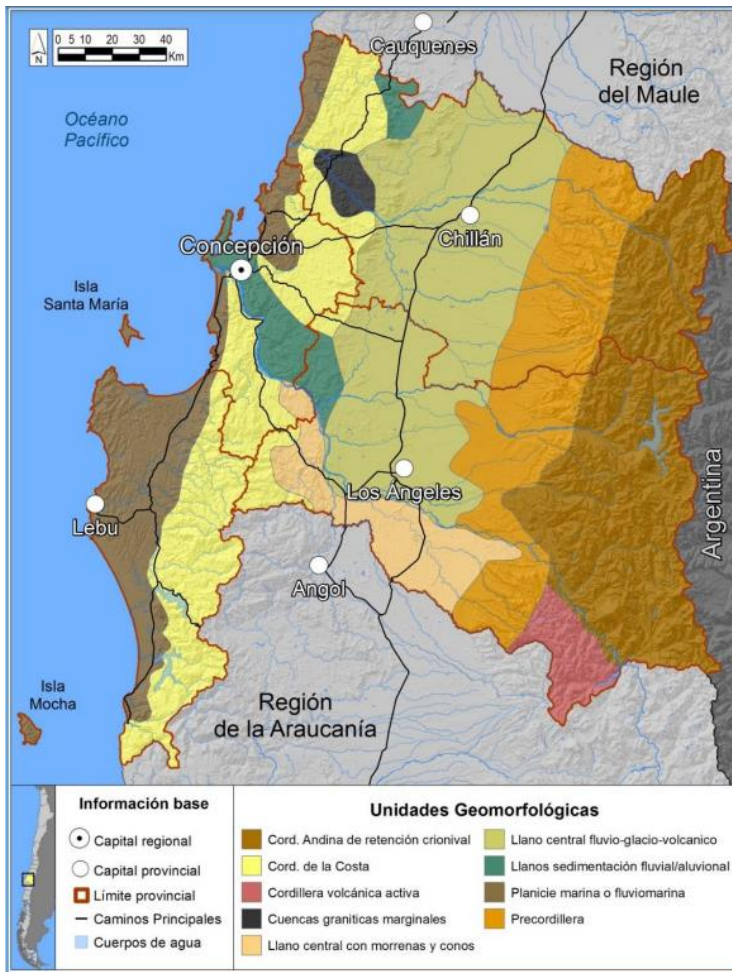 N
0 5 10 20 30 40
Km
Cauquenes
Región
del Maule
Océano
Pacífico
Chillán
Concepción
Isla
Santa María
Argentina
Los Angeles
Lebu
Angol
Isla
Mocha
Región
de la Araucanía
Información base
Capital regional
Capital provincial
Límite provincial
Caminos Principales
Cuerpos de agua
Unidades Geomorfológicas
Cord. Andina de retención crionival
Cord. de la Costa
Cordillera volcánica activa
Cuencas graniticas marginales
Llano central con morrenas y conos
Llano central fluvio-glacio-volcanico
Llanos sedimentación fluvial/aluvional
Planicie marina o fluviomarina
Precordillera